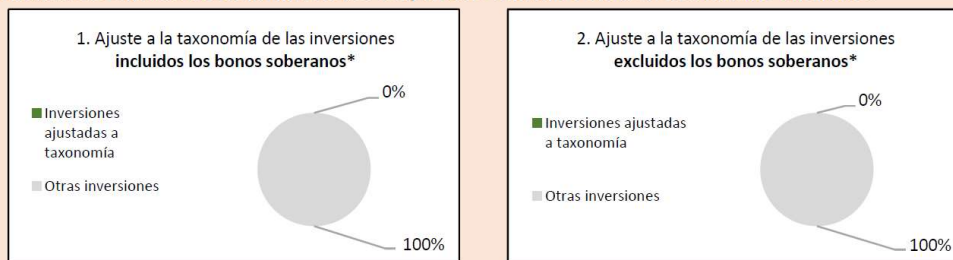 1. Ajuste a la taxonomía de las inversiones
incluidos los bonos soberanos*
0%
Inversiones
ajustadas a
taxonomía
Otras inversiones
100%
2. Ajuste a la taxonomía de las inversiones
excluidos los bonos soberanos*
0%
Inversiones ajustadas
a taxonomía
Otras inversiones
100%